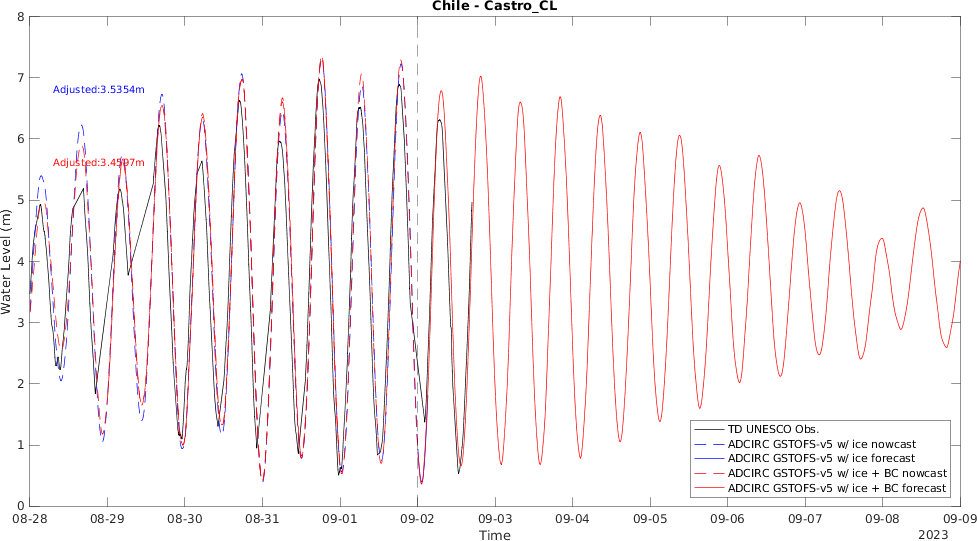 Chile - Castro_CL
8
7
6
5
4
3
2
1
0
Water Level (m)
Adjusted:3.5354m
Adjusted:3.4597m
TD UNESCO Obs.
ADCIRC GSTOFS-v5 w/ ice nowcast
ADCIRC GSTOFS-v5 w/ ice forecast
ADCIRC GSTOFS-v5 w/ ice + BC nowcast
ADCIRC GSTOFS-v5 w/ ice + BC forecast
08-28 08-29 08-30 08-31 09-01 09-02 09-03 09-04 09-05 09-06 09-07 09-08 09-09
Time
2023